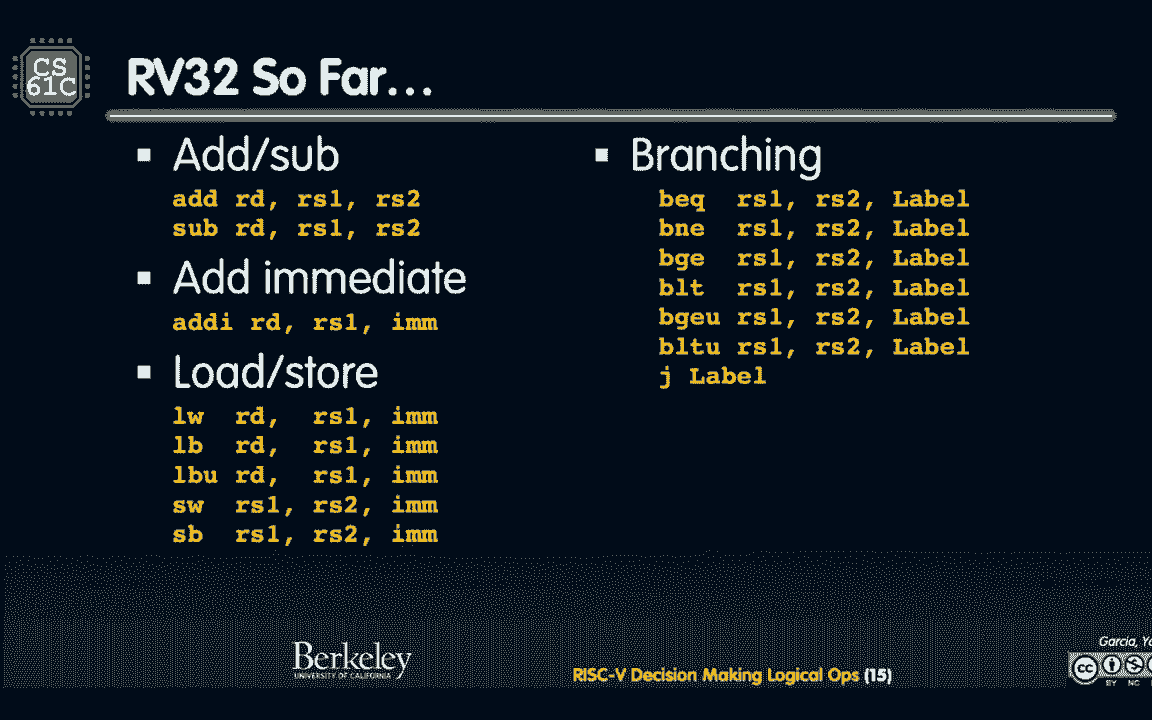 CS
61C
RV32 So Far...
▪ Add/sub
add rd, rs1, rs2
sub rd, rs1, rs2
▪ Add immediate
addi rd, rs1, imm
▪ Load/store
lw rd, rs1, imm
lb rd, rs1, imm
lbu rd, rs1, imm
sw rs1, rs2, imm
sb rs1, rs2, imm
▪ Branching
beq rs1, rs2, Label
bne rs1, rs2, Label
bge rs1, rs2, Label
blt rs1, rs2, Label
bgeu rs1, rs2, Label
bltu rs1, rs2, Label
j Label
Berkeley
UNIVERSITY OF CALIFORNIA
RISC-V Decision Making Logical Ops (15)
Garcia,
cc
BY NC